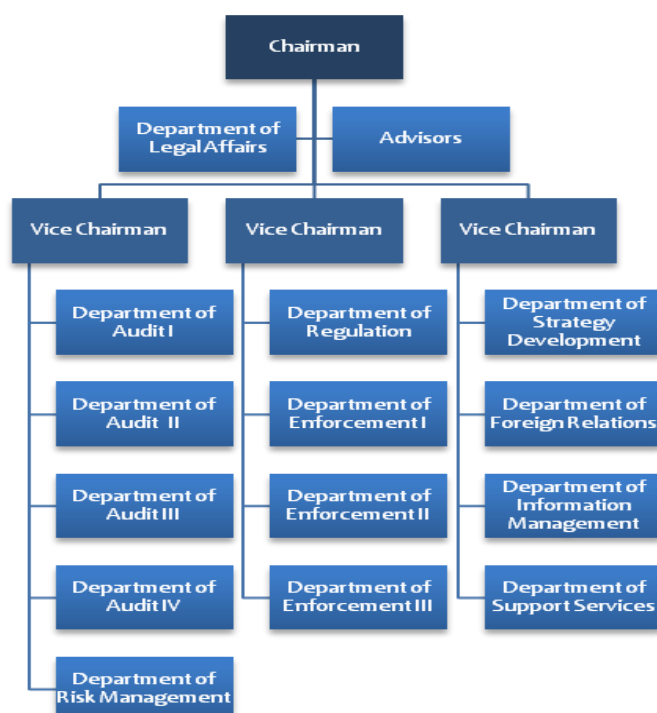 Chairman
Department of
Legal Affairs
Advisors
Vice Chairman
Vice Chairman
Vice Chairman
Department of
Audit I
Department of
Regulation
Department of
Strategy
Development
Department of
Audit II
Department of
Enforcement I
Department of
Foreign Relations
Department of
Audit III
Department of
Enforcement II
Department of
Information
Management
Department of
Audit IV
Department of
Enforcement III
Department of
Support Services
Department of
Risk Management